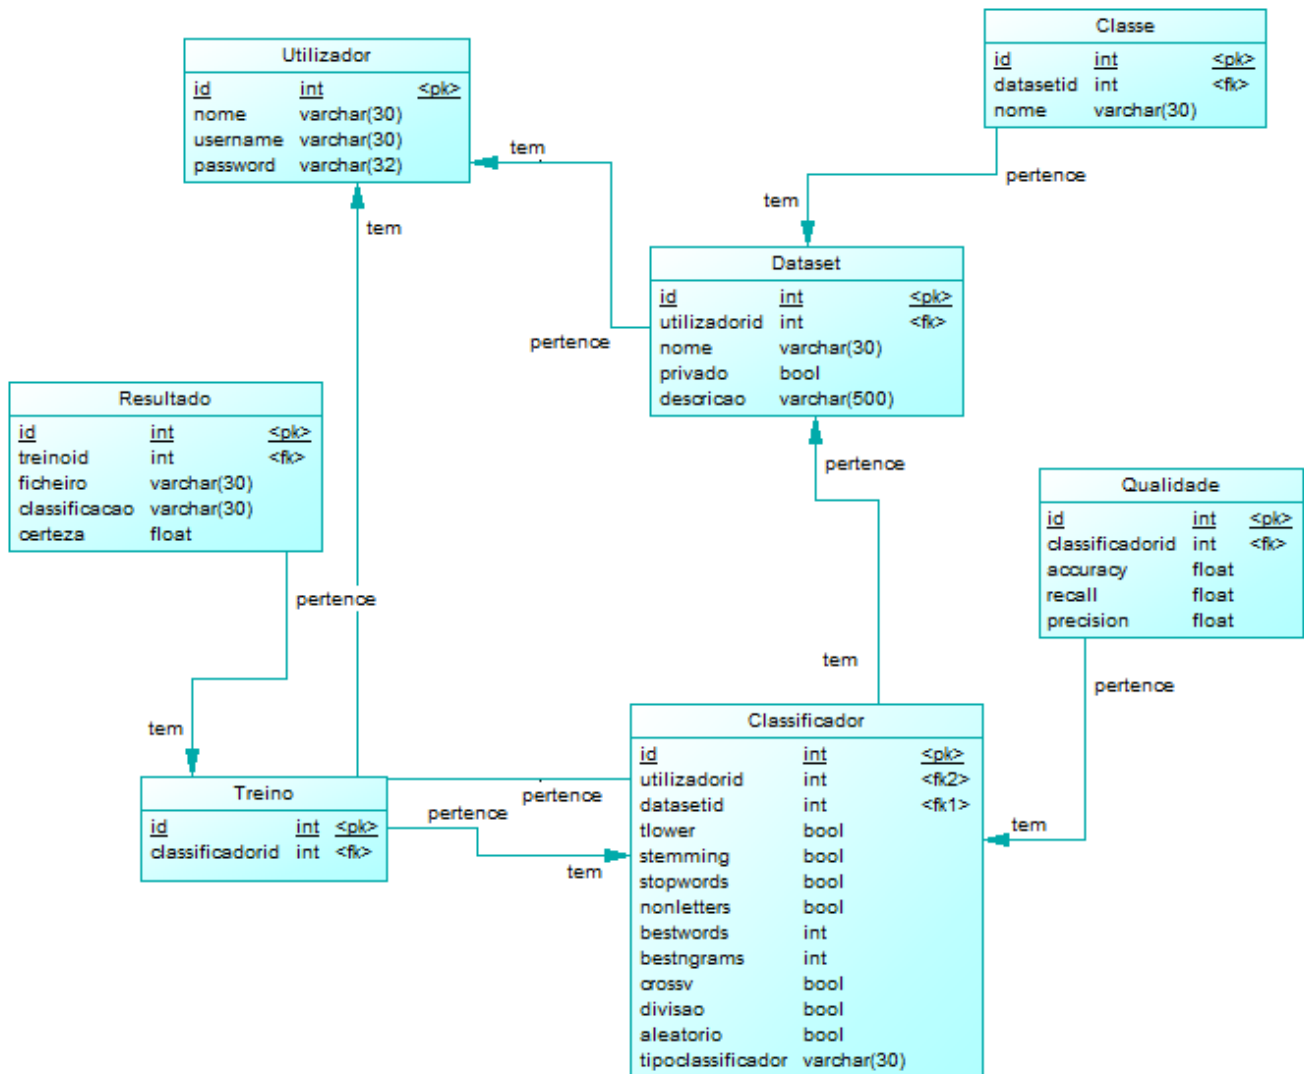 Utilizador
id int <pk>
nome varchar(30)
username varchar(30)
password varchar(32)
Classe
id int <pk>
datasetid int <fk>
nome varchar(30)
tem
pertence
tem
tem
Dataset
id int <pk>
utilizadorid int <fk>
nome varchar(30)
privado bool
descricao varchar(500)
pertence
Resultado
id int <pk>
treinoid int <fk>
ficheiro varchar(30)
classificacao varchar(30)
certeza float
pertence
Qualidade
id int <pk>
classificadorid int <fk>
accuracy float
recall float
precision float
pertence
tem
pertence
tem
Classificador
id int <pk>
utilizadorid int <fk2>
datasetid int <fk1>
tlower bool
stemming bool
stopwords bool
nonletters bool
bestwords int
bestngrams int
crossv bool
divisao bool
aleatorio bool
tipoclassificador varchar(30)
Treino
id int <pk>
classificadorid int <fk>
pertence
pertence
tem
tem